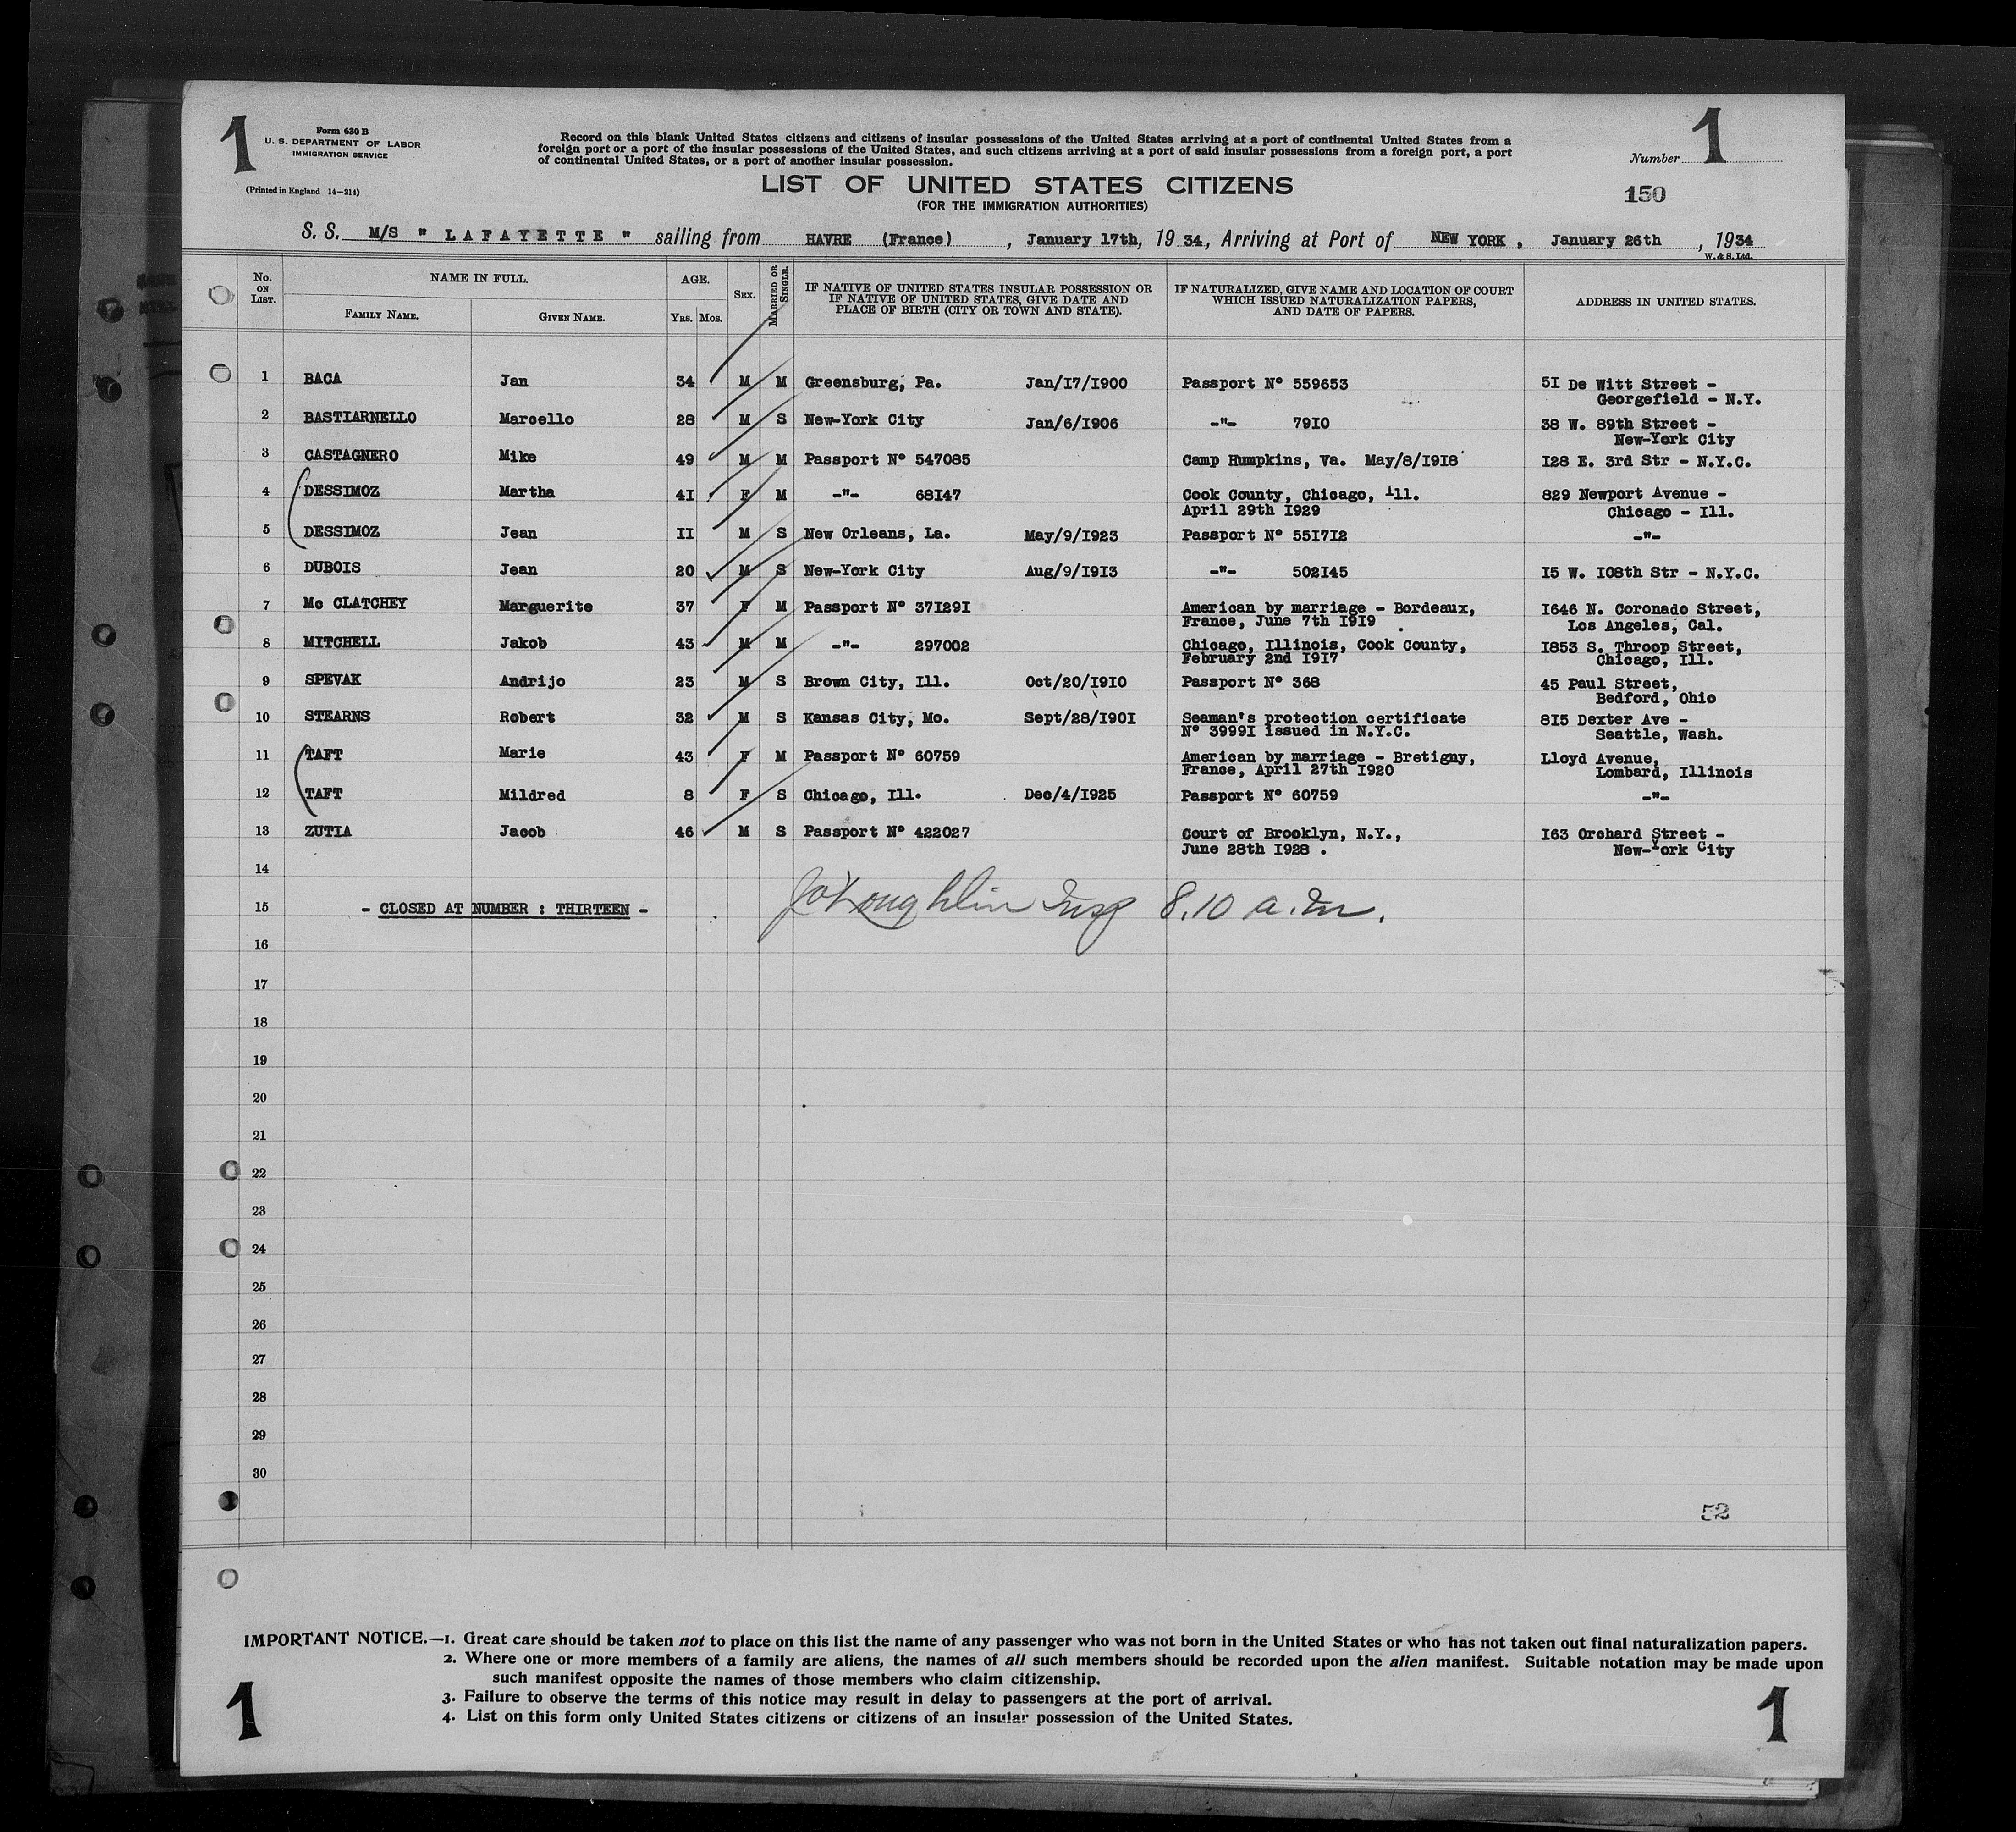 1
Form 630 B
U. S. DEPARTMENT OF LABOR
IMMIGRATION SERVICE
(Printed in England 14—214)
Record on this blank United States citizens and citizens of insular possessions of the United States arriving at a port of continental United States from a
foreign port or a port of the insular possessions of the United States, and such citizens arriving at a port of said insular possessions from a foreign port, a port
of continental United States, or a port of another insular possession.
Number 1
150
LIST OF UNITED STATES CITIZENS
(FOR THE IMMIGRATION AUTHORITIES)
S. S. M/S " LAFAYETTE " sailing from HAVRE (France) , January 17th, 1934, Arriving at Port of NEW YORK , January 26th , 1934
W. & S. Ltd.
No. ON LIST. NAME IN FULL. FAMILY NAME. GIVEN NAME. AGE. YRS. MOS. SEX. MARRIED OR SINGLE. IF NATIVE OF UNITED STATES INSULAR POSSESSION OR IF NATIVE OF UNITED STATES, GIVE DATE AND PLACE OF BIRTH (CITY OR TOWN AND STATE). IF NATURALIZED, GIVE NAME AND LOCATION OF COURT WHICH ISSUED NATURALIZATION PAPERS, AND DATE OF PAPERS. ADDRESS IN UNITED STATES.
1 BACA Jan 34 M M Greensburg, Pa. Jan/17/1900 Passport N° 559653 51 De Witt Street -
Georgefield - N.Y.
2 BASTIARNELLO Marcello 28 M S New-York City Jan/6/1906 -"- 7910 38 W. 89th Street -
New-York City
3 CASTAGNERO Mike 49 M M Passport N° 547085 Camp Humpkins, Va. May/8/1918 128 E. 3rd Str - N.Y.C.
4 DESSIMOZ Martha 41 F M -"- 68147 Cook County, Chicago, Ill. 829 Newport Avenue -
April 29th 1929 Chicago - Ill.
5 DESSIMOZ Jean 11 M S New Orleans, La. May/9/1923 Passport N° 551712 -"-
6 DUBOIS Jean 20 M S New-York City Aug/9/1913 -"- 502145 15 W. 108th Str - N.Y.C.
7 Mc CLATCHEY Marguerite 37 F M Passport N° 371291 American by marriage - Bordeaux, 1646 N. Coronado Street,
France, June 7th 1919 . Los Angeles, Cal.
8 MITCHELL Jakob 43 M M -"- 297002 Chicago, Illinois, Cook County, 1853 S. Throop Street,
February 2nd 1917 Chicago, Ill.
9 SPEVAK Andrijo 23 M S Brown City, Ill. Oct/20/1910 Passport N° 368 45 Paul Street,
Bedford, Ohio
10 STEARNS Robert 32 M S Kansas City, Mo. Sept/28/1901 Seaman's protection certificate 815 Dexter Ave -
N° 39991 issued in N.Y.C. Seattle, Wash.
11 TAFT Marie 43 F M Passport N° 60759 American by marriage - Bretigny, Lloyd Avenue,
France, April 27th 1920 Lombard, Illinois
12 TAFT Mildred 8 F S Chicago, Ill. Dec/4/1925 Passport N° 60759 -"-
13 ZUTIA Jacob 46 M S Passport N° 422027 Court of Brooklyn, N.Y., 163 Orchard Street -
June 28th 1928 . New-York City
14
15 - CLOSED AT NUMBER : THIRTEEN - Insp 8.10 a.m.
16
17
18
19
20
21
22
23
24
25
26
27
28
29
30
52
IMPORTANT NOTICE.—1. Great care should be taken not to place on this list the name of any passenger who was not born in the United States or who has not taken out final naturalization papers.
2. Where one or more members of a family are aliens, the names of all such members should be recorded upon the alien manifest. Suitable notation may be made upon
such manifest opposite the names of those members who claim citizenship.
3. Failure to observe the terms of this notice may result in delay to passengers at the port of arrival.
4. List on this form only United States citizens or citizens of an insular possession of the United States.
1
1